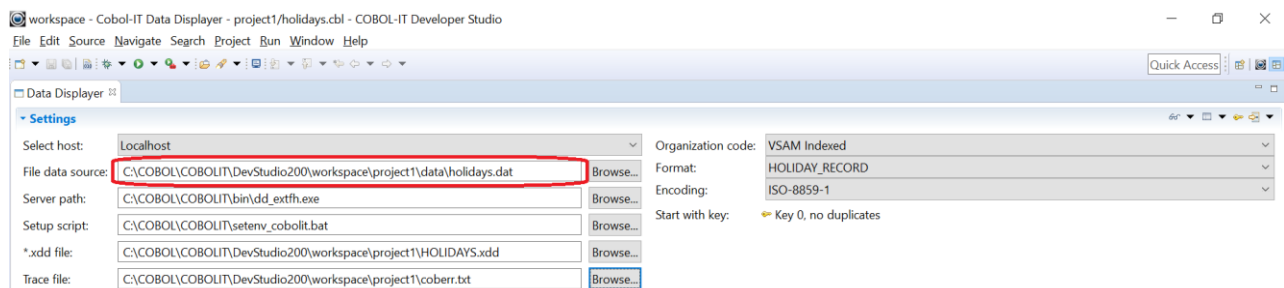 workspace - Cobol-IT Data Displayer - project1/holidays.cbl - COBOL-IT Developer Studio
File Edit Source Navigate Search Project Run Window Help
Quick Access
Data Displayer
Settings
Select host: Localhost Organization code: VSAM Indexed
File data source: C:\COBOL\COBOLIT\DevStudio200\workspace\project1\data\holidays.dat Browse... Format: HOLIDAY_RECORD
Server path: C:\COBOL\COBOLIT\bin\dd_extfh.exe Browse... Encoding: ISO-8859-1
Setup script: C:\COBOL\COBOLIT\setenv_cobolit.bat Browse... Start with key: Key 0, no duplicates
*.xdd file: C:\COBOL\COBOLIT\DevStudio200\workspace\project1\HOLIDAYS.xdd Browse...
Trace file: C:\COBOL\COBOLIT\DevStudio200\workspace\project1\coberr.txt Browse...